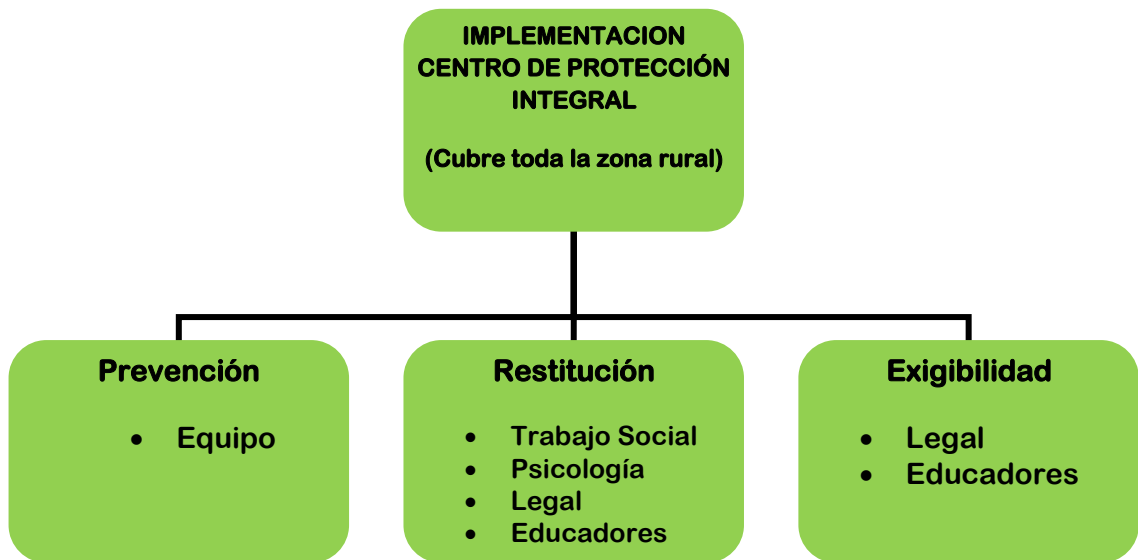 IMPLEMENTACION
CENTRO DE PROTECCIÓN
INTEGRAL
(Cubre toda la zona rural)
Prevención
• Equipo
Restitución
• Trabajo Social
• Psicología
• Legal
• Educadores
Exigibilidad
• Legal
• Educadores